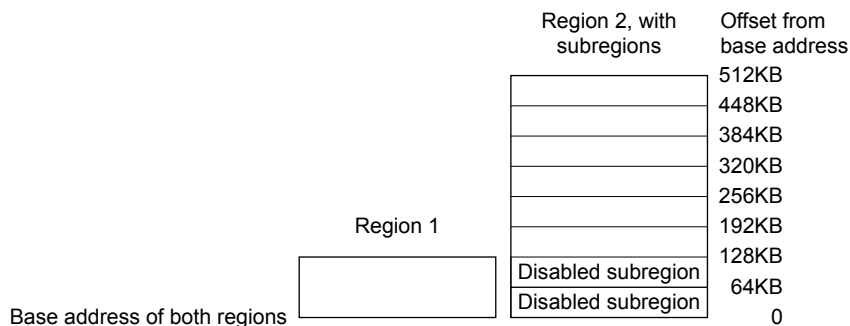 Region 2, with
subregions
Offset from
base address
512KB
448KB
384KB
320KB
256KB
Region 1
192KB
128KB
Disabled subregion
64KB
Disabled subregion
Base address of both regions
0